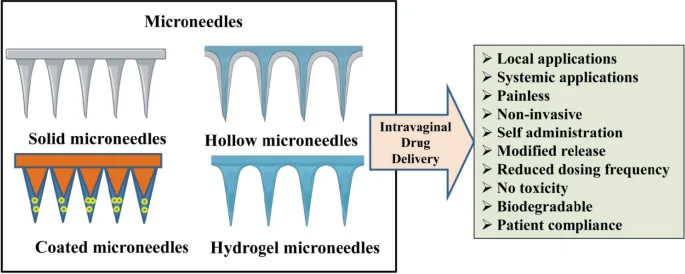 Microneedles
Solid microneedles
Hollow microneedles
Coated microneedles
Hydrogel microneedles
Intravaginal
Drug
Delivery
➢ Local applications
➢ Systemic applications
➢ Painless
➢ Non-invasive
➢ Self administration
➢ Modified release
➢ Reduced dosing frequency
➢ No toxicity
➢ Biodegradable
➢ Patient compliance